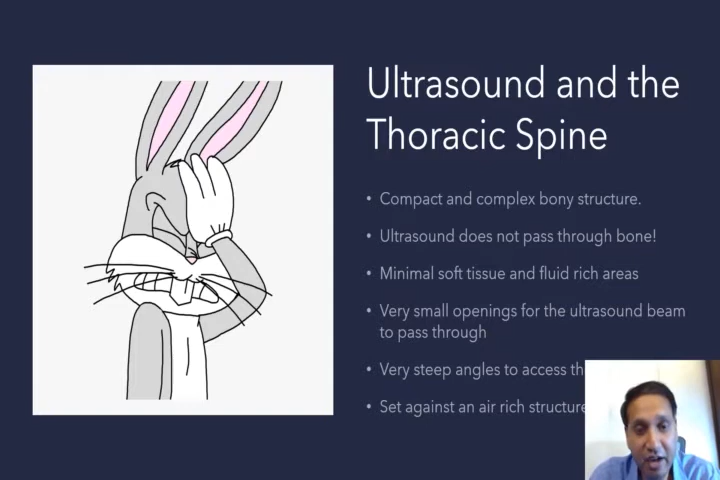 Ultrasound and the
Thoracic Spine
• Compact and complex bony structure.
• Ultrasound does not pass through bone!
• Minimal soft tissue and fluid rich areas
• Very small openings for the ultrasound beam
to pass through
• Very steep angles to access
• Set against an air rich structure